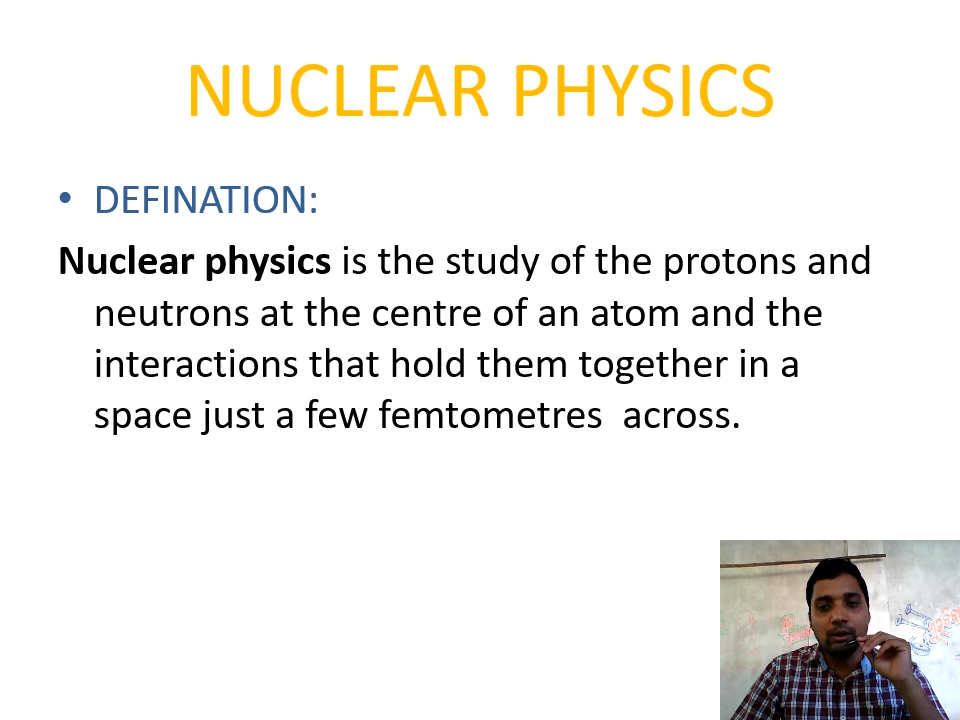 NUCLEAR PHYSICS
• DEFINATION:
Nuclear physics is the study of the protons and
neutrons at the centre of an atom and the
interactions that hold them together in a
space just a few femtometres  across.